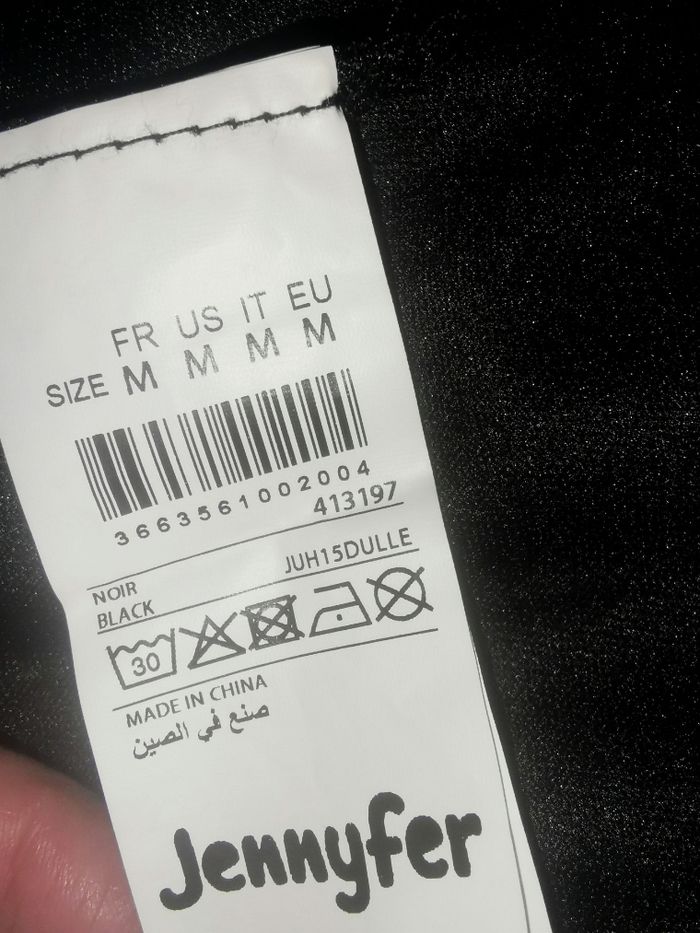 FR US IT EU
SIZE M M M M
3663561002004
413197
NOIR
BLACK
JUH15DULLE
30
MADE IN CHINA
صنع في الصين
Jennyfer